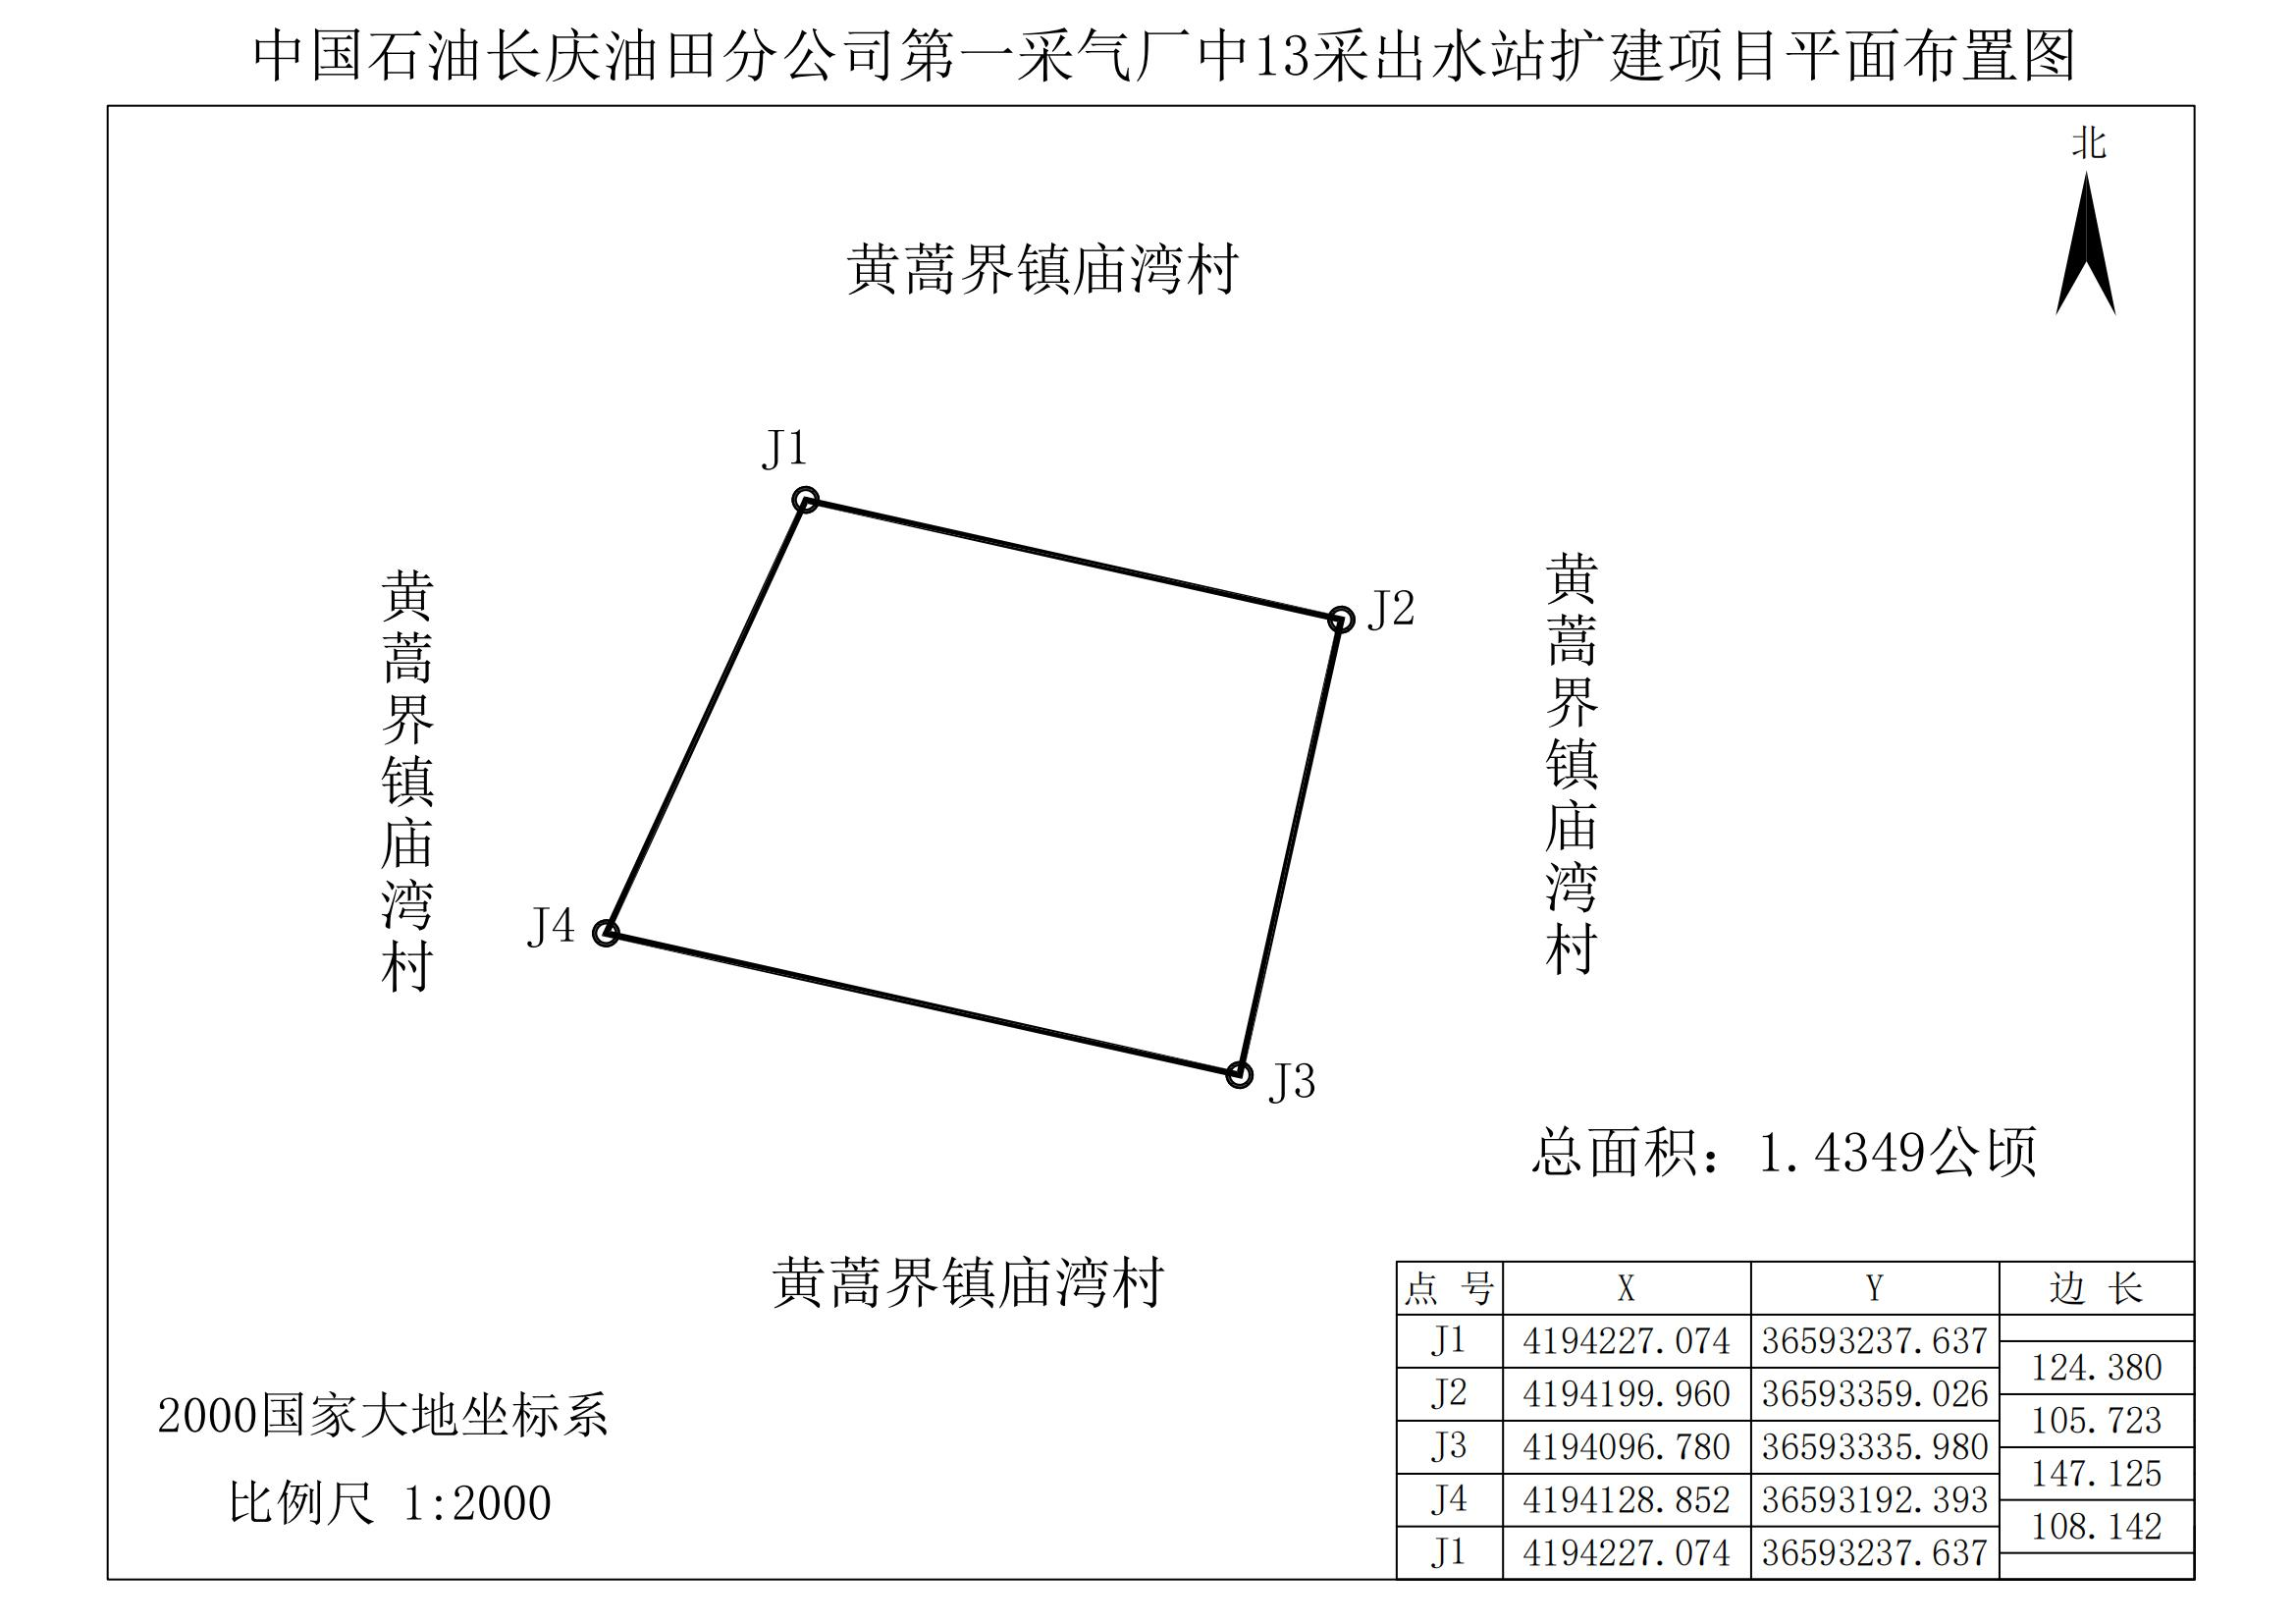 中国石油长庆油田分公司第一采气厂中13采出水站扩建项目平面布置图
北
黄蒿界镇庙湾村
J1
J2
黄蒿界镇庙湾村
黄蒿界镇庙湾村
J4
J3
总面积：1.4349公顷
黄蒿界镇庙湾村
2000国家大地坐标系
比例尺 1:2000
点 号 X Y 边 长
J1 4194227.074 36593237.637
124.380
J2 4194199.960 36593359.026
105.723
J3 4194096.780 36593335.980
147.125
J4 4194128.852 36593192.393
108.142
J1 4194227.074 36593237.637